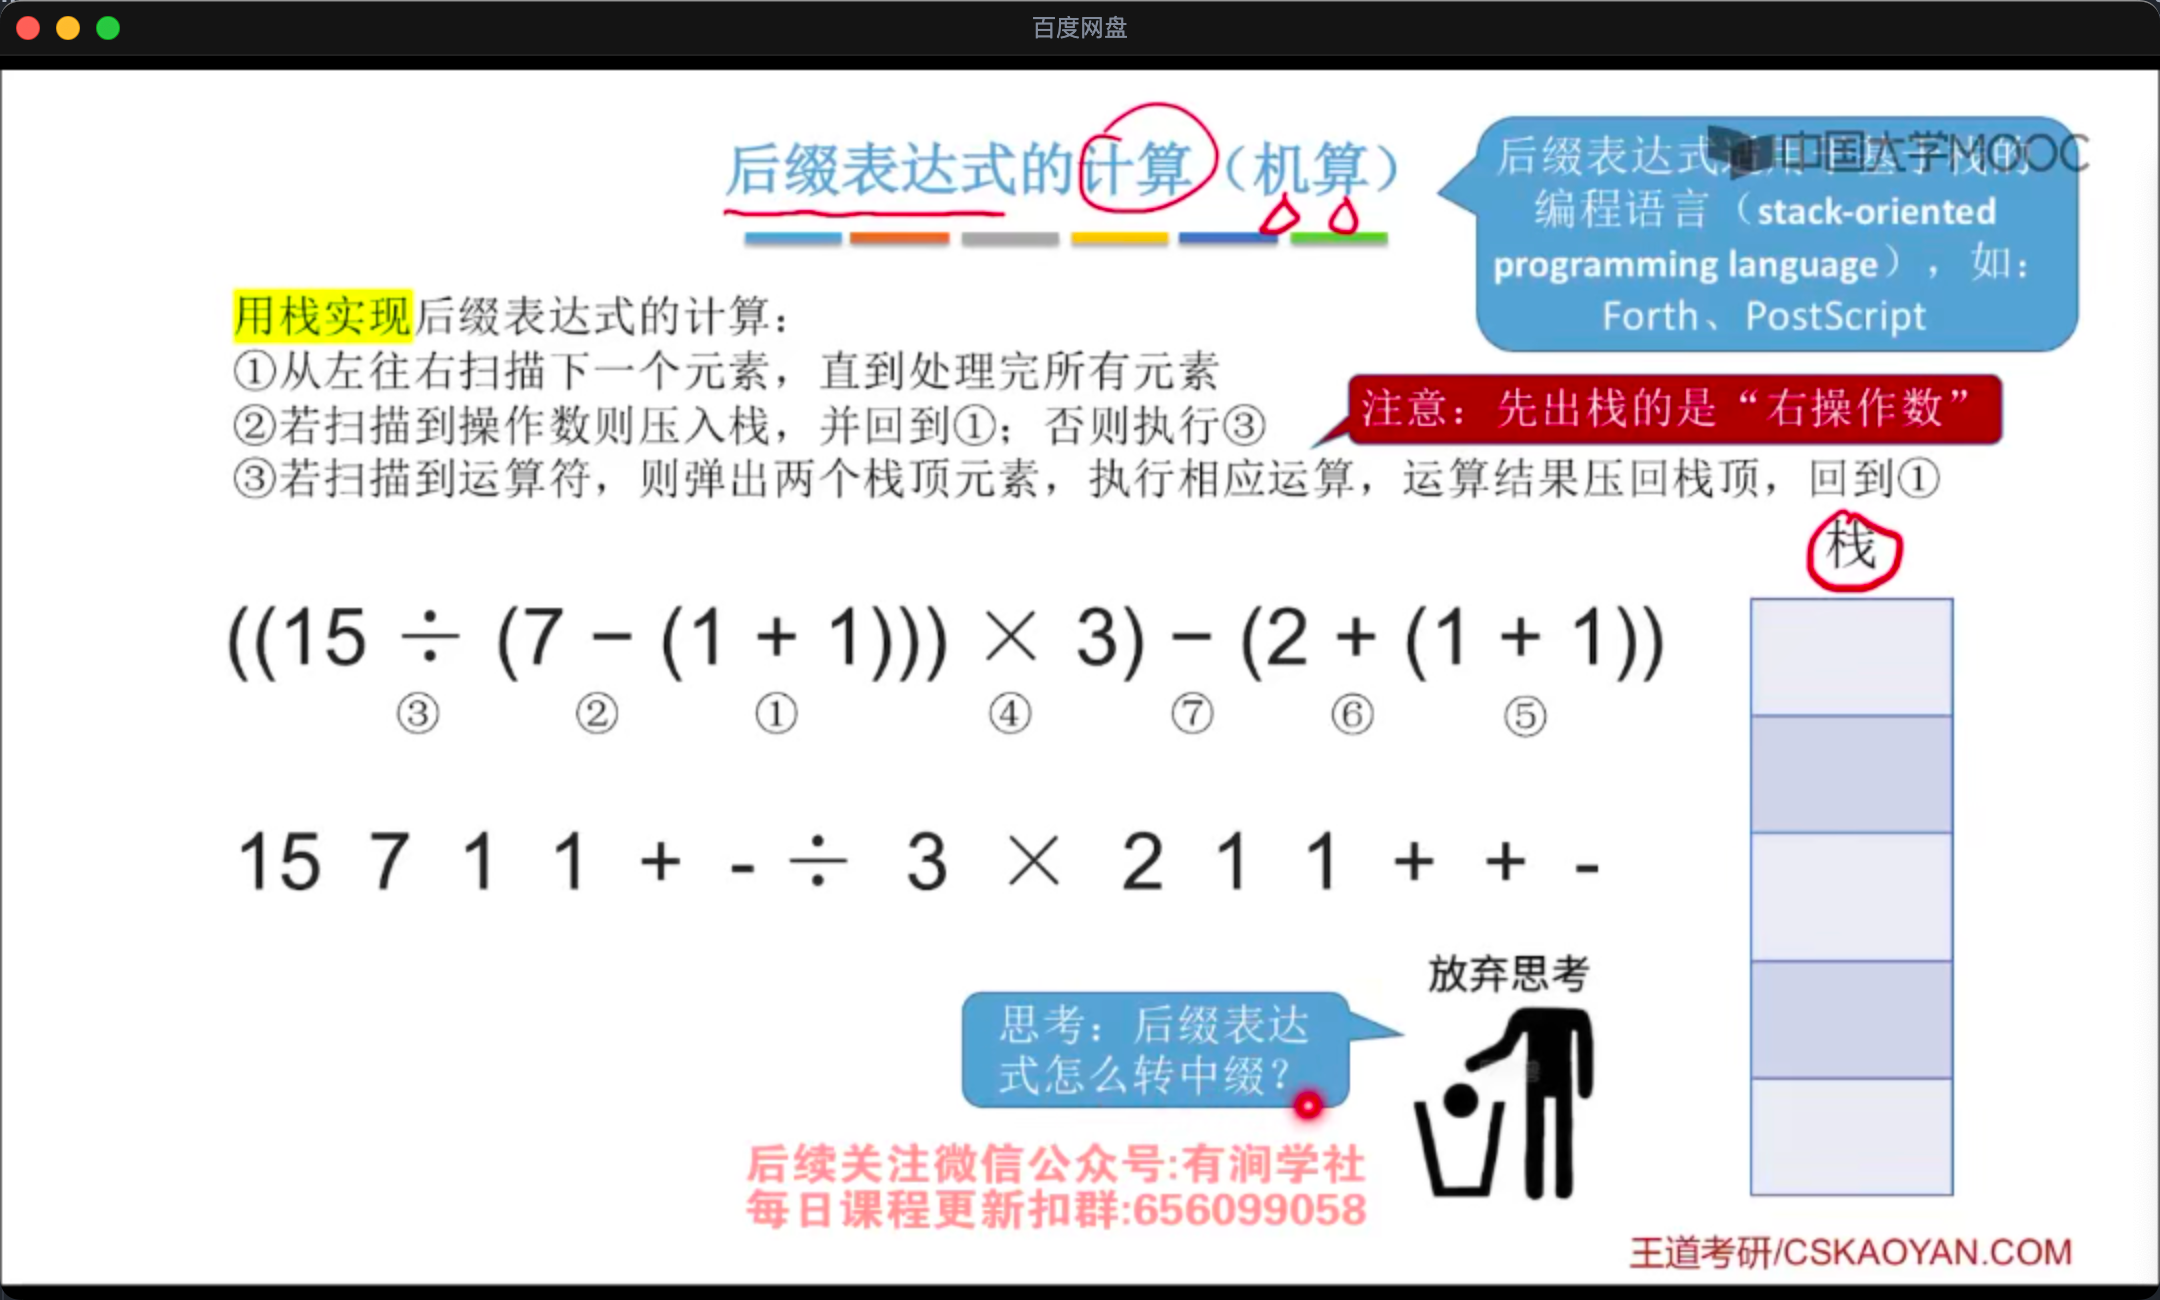 百度网盘
后缀表达式的计算（机算）
后缀表达式适用于基于栈的
中国大学MOOC
编程语言（stack-oriented
programming language），如：
Forth、PostScript
用栈实现后缀表达式的计算：
①从左往右扫描下一个元素，直到处理完所有元素
②若扫描到操作数则压入栈，并回到①；否则执行③
注意：先出栈的是“右操作数”
③若扫描到运算符，则弹出两个栈顶元素，执行相应运算，运算结果压回栈顶，回到①
栈
((15 ÷ (7 − (1 + 1))) × 3) − (2 + (1 + 1))
③ ② ① ④ ⑦ ⑥ ⑤
15 7 1 1 + - ÷ 3 × 2 1 1 + + -
放弃思考
思考：后缀表达
式怎么转中缀？
后续关注微信公众号:有涧学社
每日课程更新扣群:656099058
王道考研/CSKAOYAN.COM